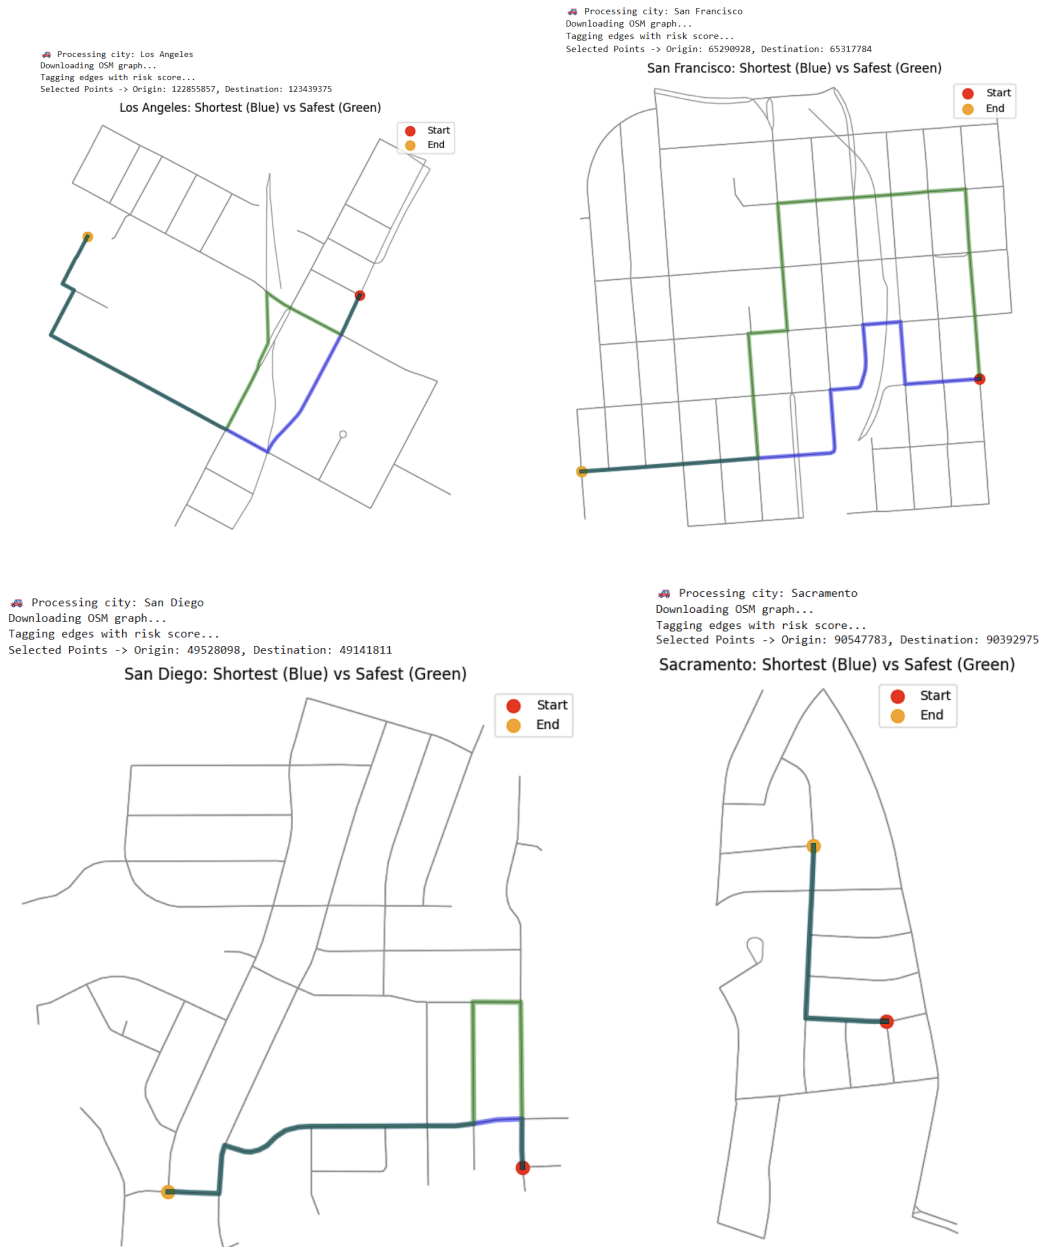 🚙 Processing city: Los Angeles
Downloading OSM graph...
Tagging edges with risk score...
Selected Points -> Origin: 122855857, Destination: 123439375
Los Angeles: Shortest (Blue) vs Safest (Green)
Start
End
🚙 Processing city: San Francisco
Downloading OSM graph...
Tagging edges with risk score...
Selected Points -> Origin: 65290928, Destination: 65317784
San Francisco: Shortest (Blue) vs Safest (Green)
Start
End
🚙 Processing city: San Diego
Downloading OSM graph...
Tagging edges with risk score...
Selected Points -> Origin: 49528098, Destination: 49141811
San Diego: Shortest (Blue) vs Safest (Green)
Start
End
🚙 Processing city: Sacramento
Downloading OSM graph...
Tagging edges with risk score...
Selected Points -> Origin: 90547783, Destination: 90392975
Sacramento: Shortest (Blue) vs Safest (Green)
Start
End